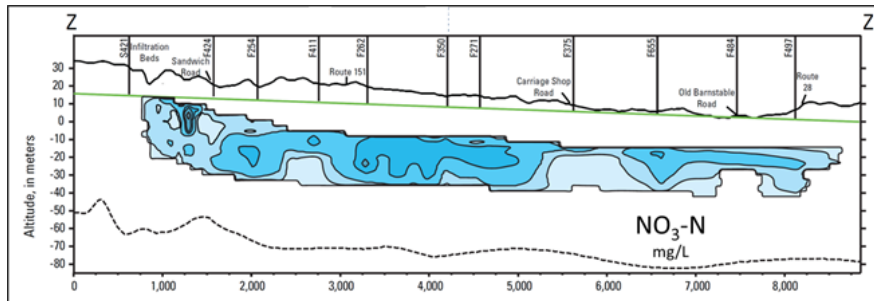 Z
Z
S421
F424
F254
F411
F262
F350
F271
F375
F655
F484
F497
Infiltration
Beds
Sandwich
Road
Route 151
Carriage Shop
Road
Old Barnstable
Road
Route
28
Altitude, in meters
30
20
10
0
-10
-20
-30
-40
-50
-60
-70
-80
NO₃-N
mg/L
0
1,000
2,000
3,000
4,000
5,000
6,000
7,000
8,000